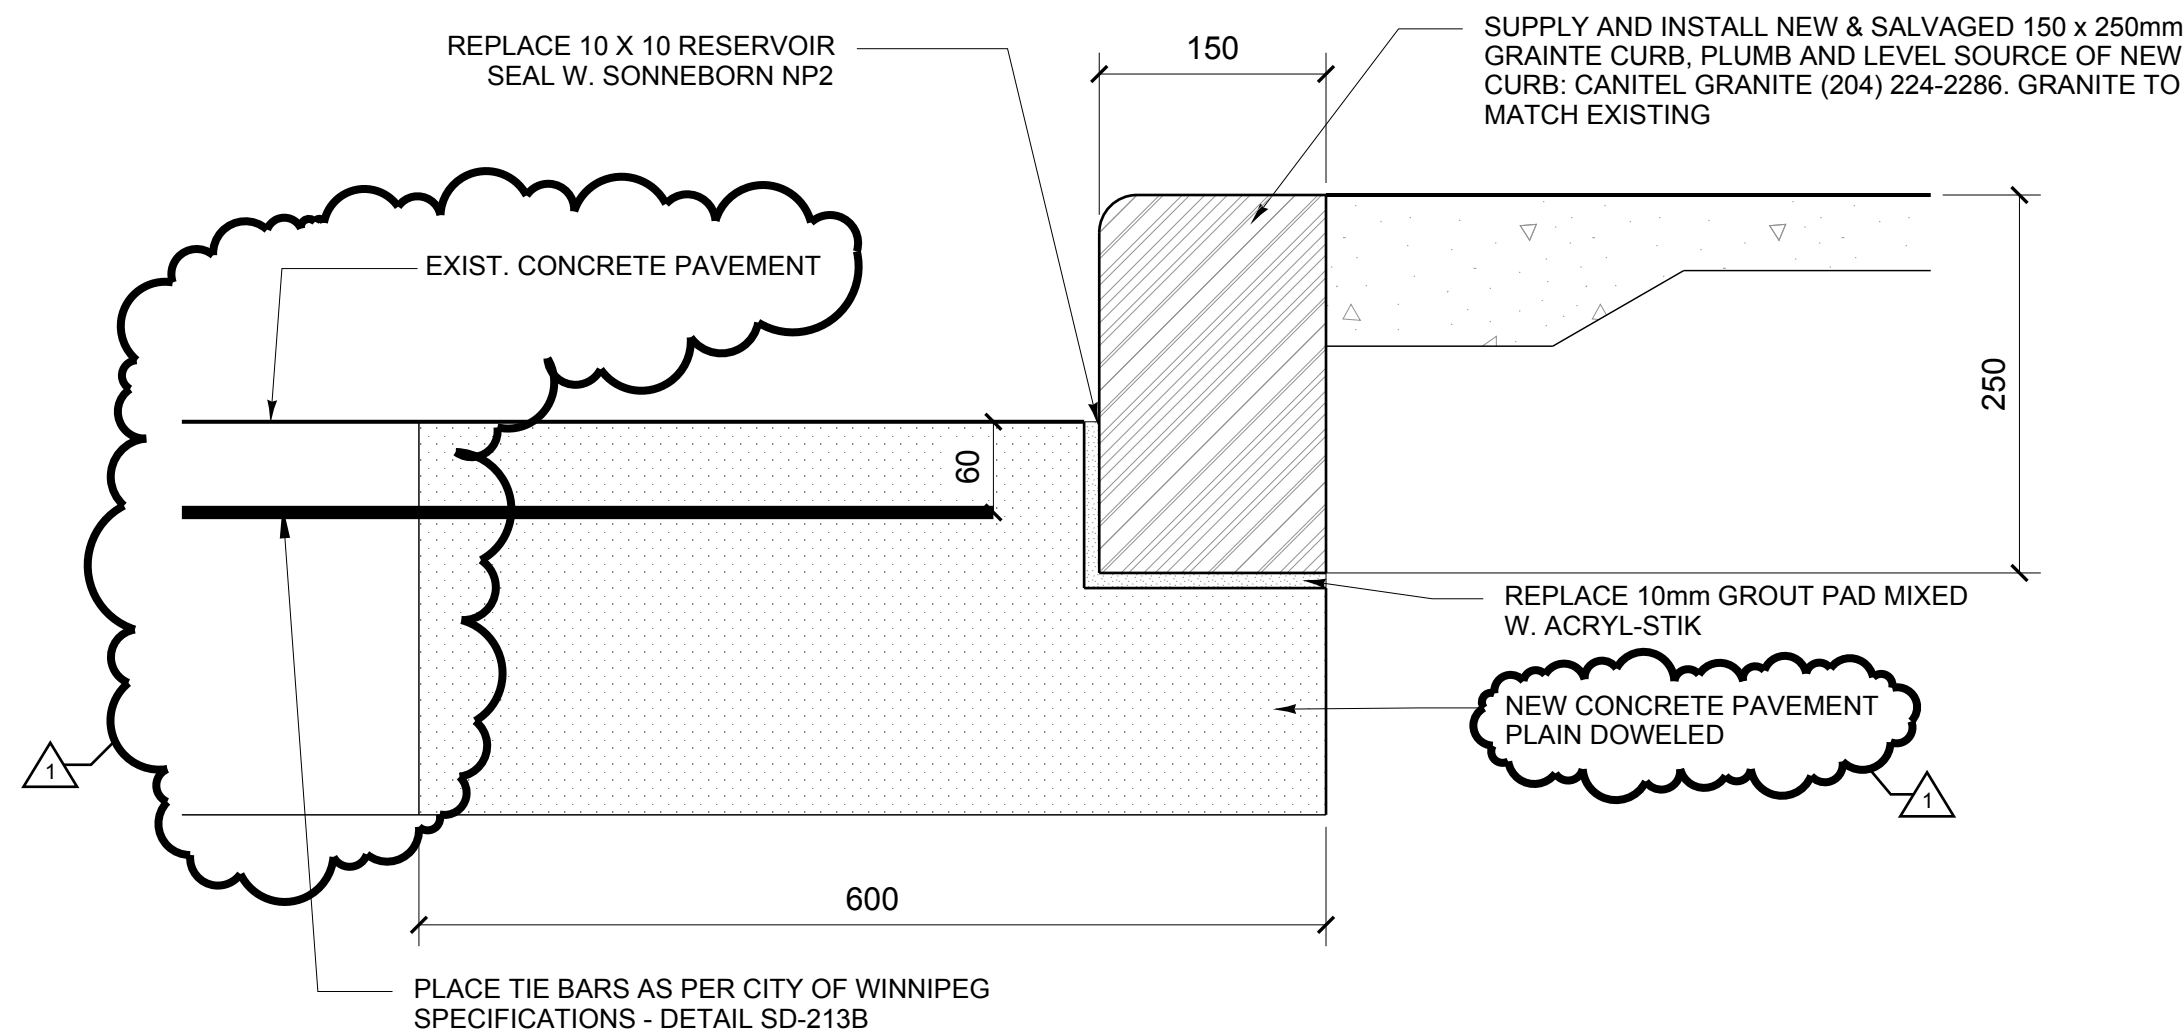 REPLACE 10 X 10 RESERVOIR
SEAL W. SONNEBORN NP2
150
SUPPLY AND INSTALL NEW & SALVAGED 150 x 250mm
GRAINTE CURB, PLUMB AND LEVEL SOURCE OF NEW
CURB: CANITEL GRANITE (204) 224-2286. GRANITE TO
MATCH EXISTING
EXIST. CONCRETE PAVEMENT
60
250
REPLACE 10mm GROUT PAD MIXED
W. ACRYL-STIK
NEW CONCRETE PAVEMENT
PLAIN DOWELED
1
1
600
PLACE TIE BARS AS PER CITY OF WINNIPEG
SPECIFICATIONS - DETAIL SD-213B